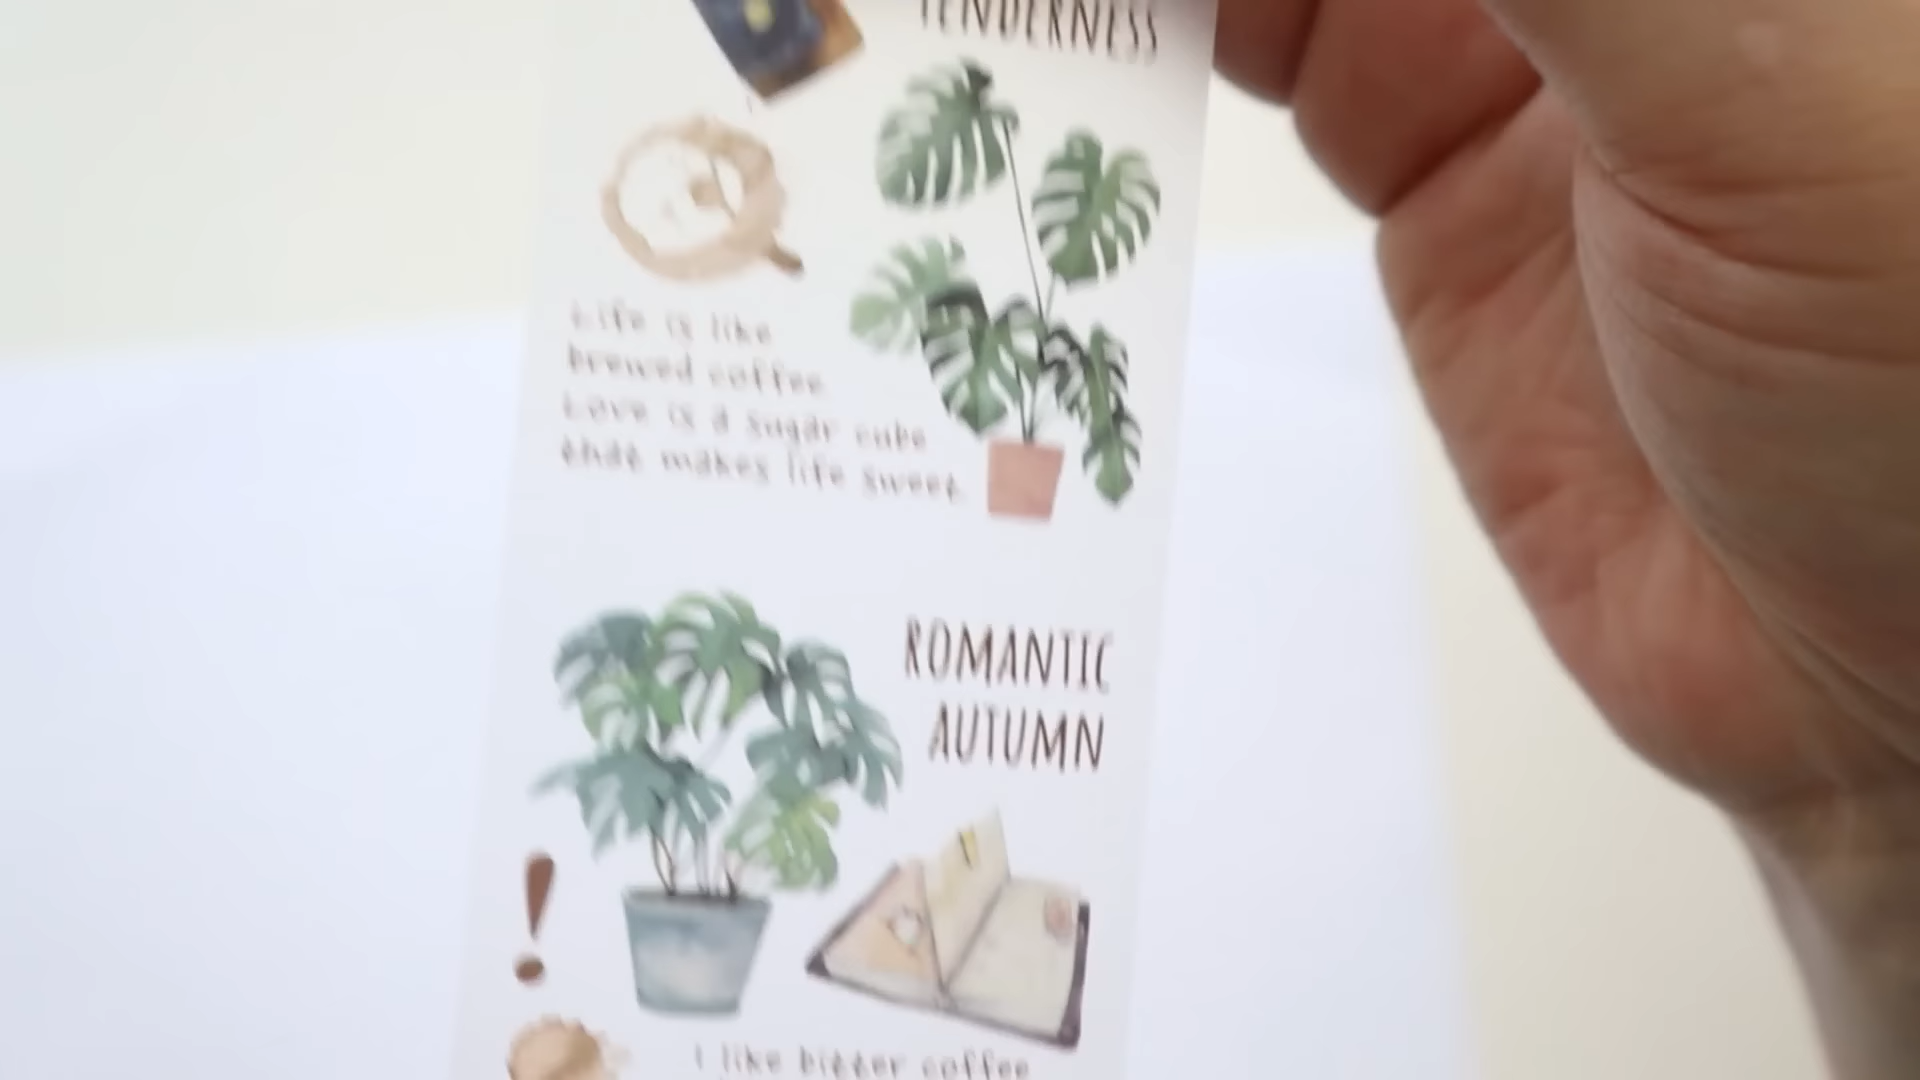 TENDERNESS
Life is like
brewed coffee
Love is a sugar cube
that makes life sweet.
ROMANTIC
AUTUMN
!
I like bitter coffee